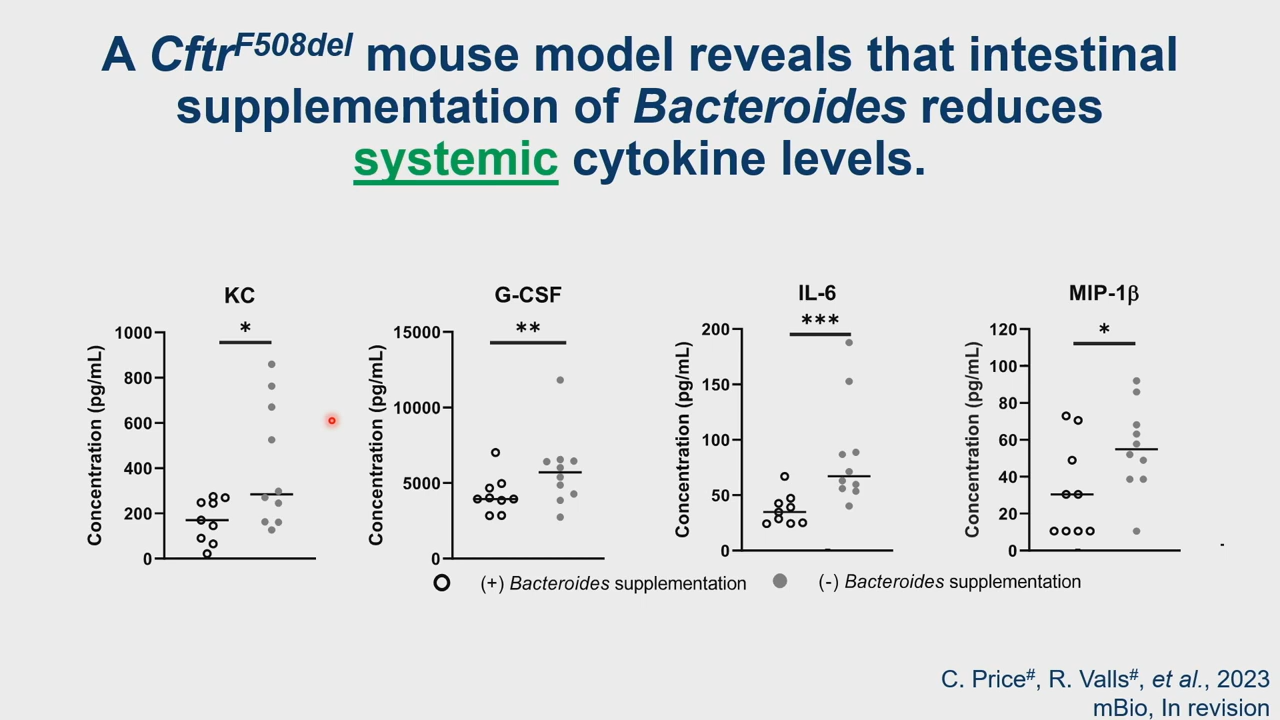 A Cftr^F508del mouse model reveals that intestinal
supplementation of Bacteroides reduces
systemic cytokine levels.
KC
*
Concentration (pg/mL)
1000
800
600
400
200
0
G-CSF
**
Concentration (pg/mL)
15000
10000
5000
0
IL-6
***
Concentration (pg/mL)
200
150
100
50
0
MIP-1β
*
Concentration (pg/mL)
120
100
80
60
40
20
0
(+) Bacteroides supplementation
(-) Bacteroides supplementation
C. Price#, R. Valls#, et al., 2023
mBio, In revision